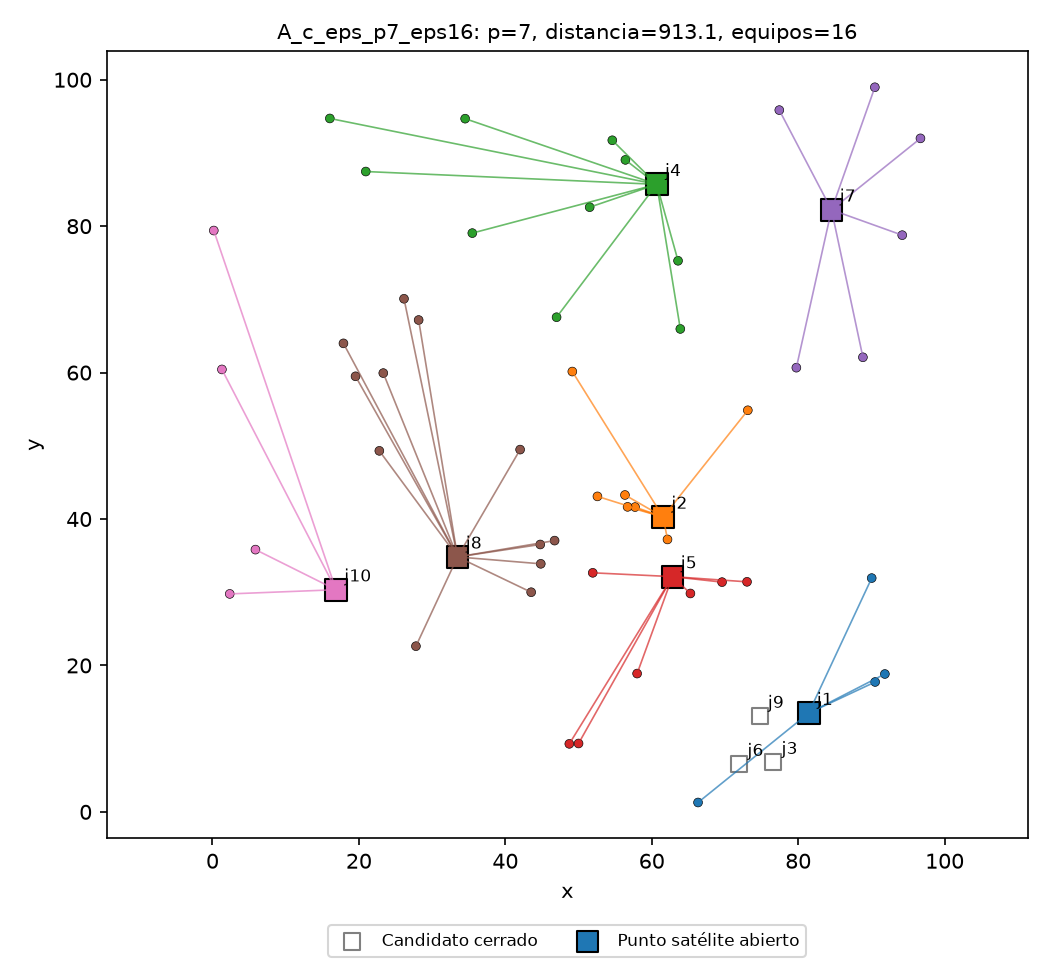 A_c_eps_p7_eps16: p=7, distancia=913.1, equipos=16
100
80
60
40
20
0
y
j4
j7
j2
j8
j5
j10
j1
j9
j6
j3
0 20 40 60 80 100
x
Candidato cerrado Punto satélite abierto